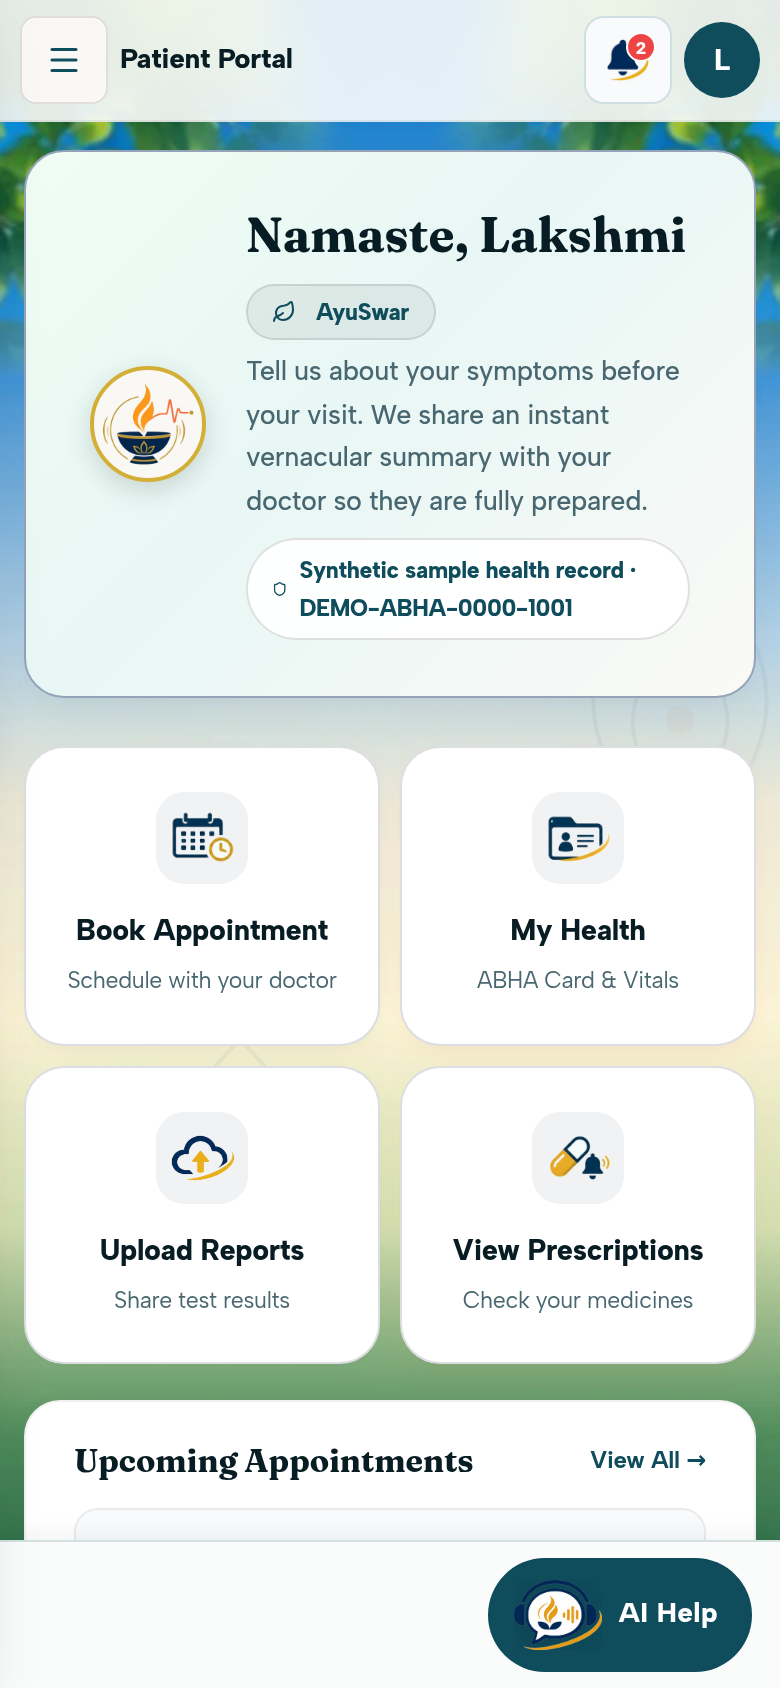 Patient Portal
2
L
Namaste, Lakshmi
AyuSwar
Tell us about your symptoms before
your visit. We share an instant
vernacular summary with your
doctor so they are fully prepared.
Synthetic sample health record ·
DEMO-ABHA-0000-1001
Book Appointment
Schedule with your doctor
My Health
ABHA Card & Vitals
Upload Reports
Share test results
View Prescriptions
Check your medicines
Upcoming Appointments
View All →
AI Help